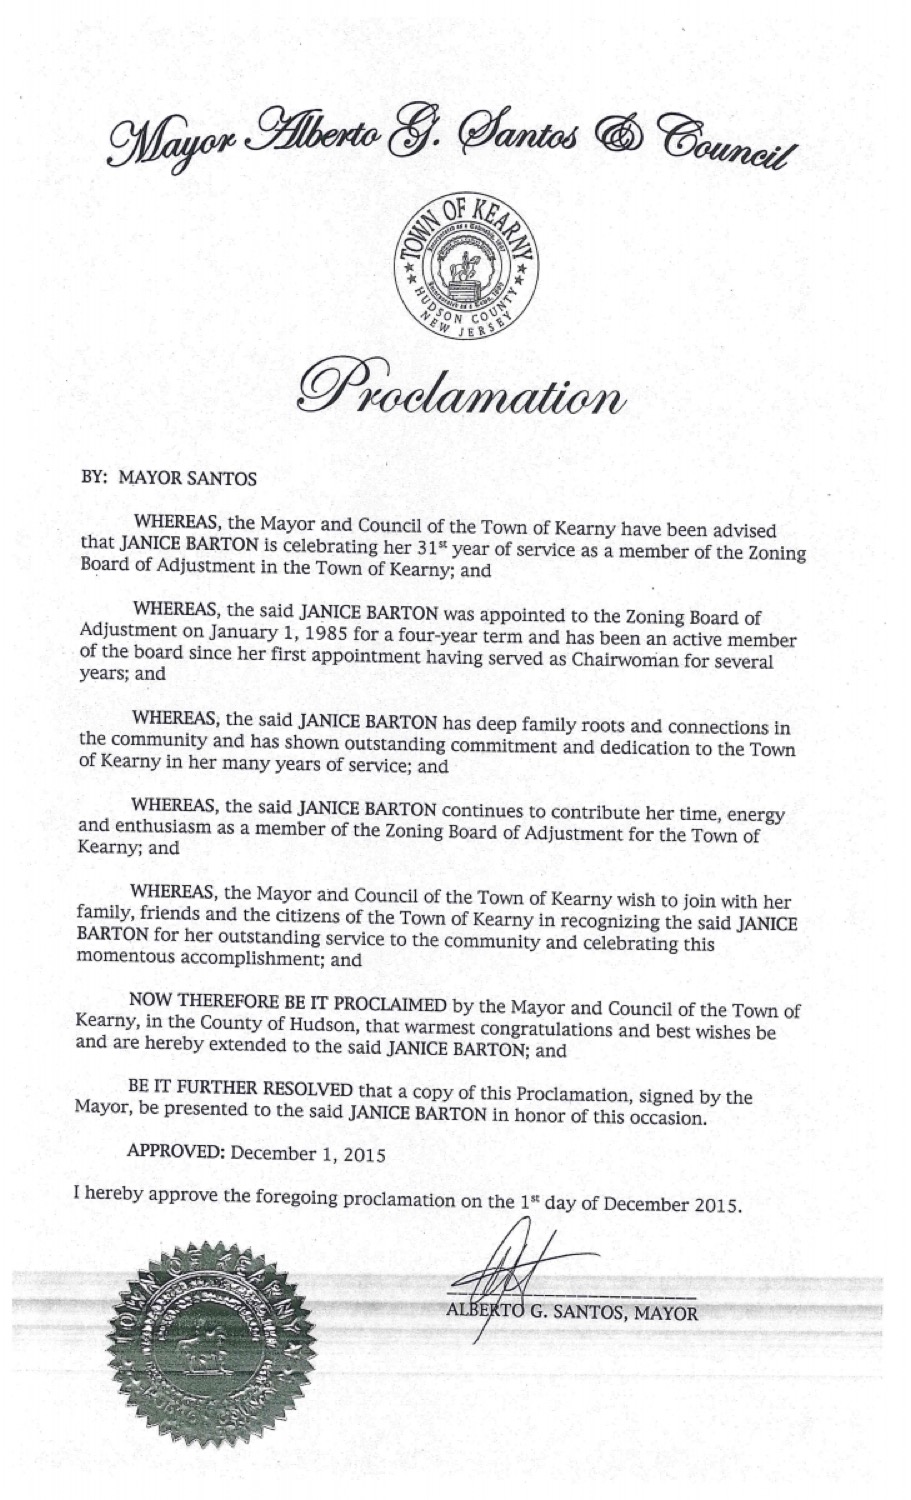 Mayor Alberto G. Santos & Council
TOWN OF KEARNY
HUDSON COUNTY
NEW JERSEY
Proclamation
BY: MAYOR SANTOS
WHEREAS, the Mayor and Council of the Town of Kearny have been advised
that JANICE BARTON is celebrating her 31st year of service as a member of the Zoning
Board of Adjustment in the Town of Kearny; and
WHEREAS, the said JANICE BARTON was appointed to the Zoning Board of
Adjustment on January 1, 1985 for a four-year term and has been an active member
of the board since her first appointment having served as Chairwoman for several
years; and
WHEREAS, the said JANICE BARTON has deep family roots and connections in
the community and has shown outstanding commitment and dedication to the Town
of Kearny in her many years of service; and
WHEREAS, the said JANICE BARTON continues to contribute her time, energy
and enthusiasm as a member of the Zoning Board of Adjustment for the Town of
Kearny; and
WHEREAS, the Mayor and Council of the Town of Kearny wish to join with her
family, friends and the citizens of the Town of Kearny in recognizing the said JANICE
BARTON for her outstanding service to the community and celebrating this
momentous accomplishment; and
NOW THEREFORE BE IT PROCLAIMED by the Mayor and Council of the Town of
Kearny, in the County of Hudson, that warmest congratulations and best wishes be
and are hereby extended to the said JANICE BARTON; and
BE IT FURTHER RESOLVED that a copy of this Proclamation, signed by the
Mayor, be presented to the said JANICE BARTON in honor of this occasion.
APPROVED: December 1, 2015
I hereby approve the foregoing proclamation on the 1st day of December 2015.
ALBERTO G. SANTOS, MAYOR
TOWN OF KEARNY